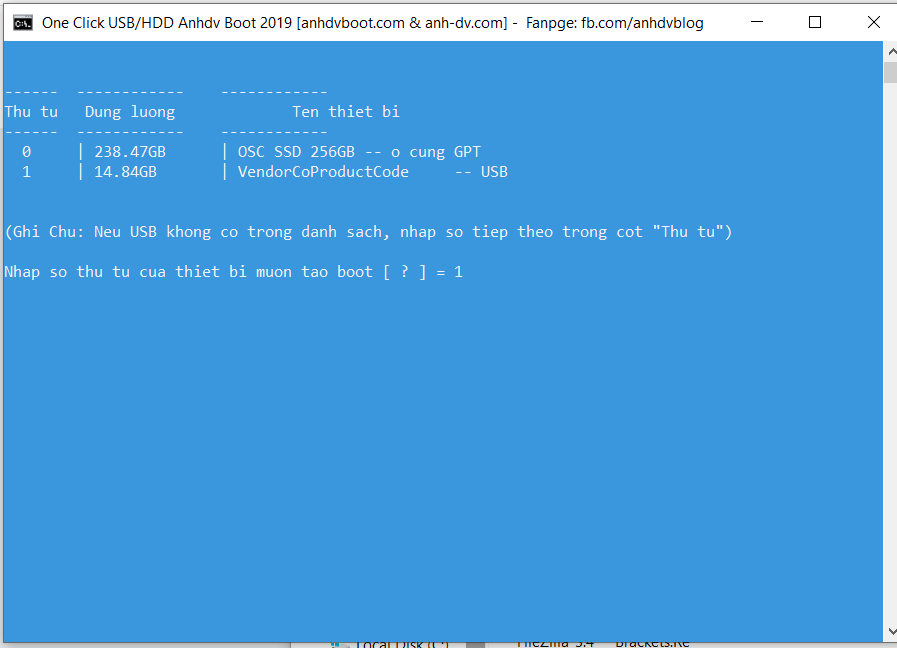 One Click USB/HDD Anhdv Boot 2019 [anhdvboot.com & anh-dv.com] - Fanpge: fb.com/anhdvblog
------ ------------ ------------
Thu tu Dung luong Ten thiet bi
------ ------------ ------------
0 | 238.47GB | OSC SSD 256GB -- o cung GPT
1 | 14.84GB | VendorCoProductCode -- USB
(Ghi Chu: Neu USB khong co trong danh sach, nhap so tiep theo trong cot "Thu tu")
Nhap so thu tu cua thiet bi muon tao boot [ ? ] = 1
Local Disk (C:) FileZilla-3.4 Brackets.Re